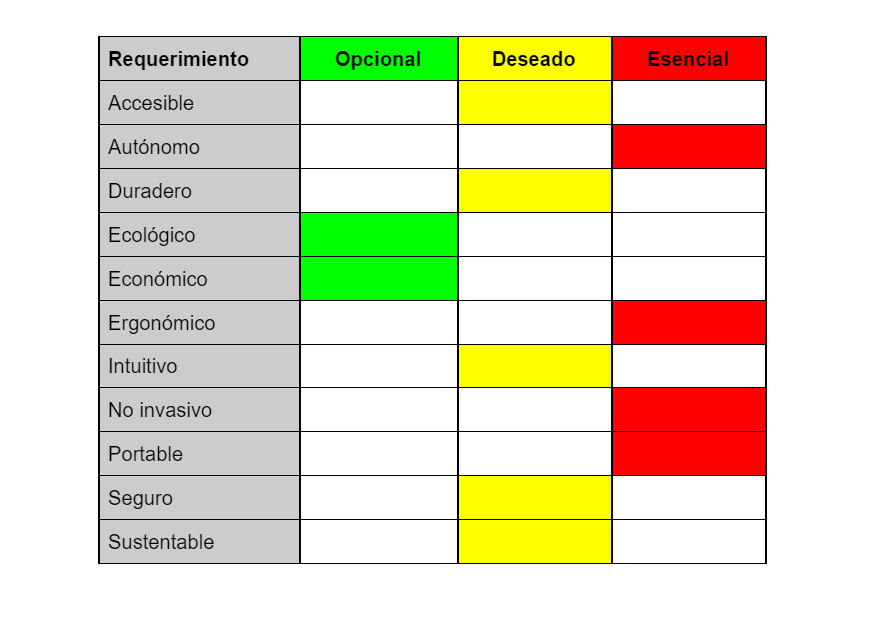 Requerimiento Opcional Deseado Esencial
Accesible
Autónomo
Duradero
Ecológico
Económico
Ergonómico
Intuitivo
No invasivo
Portable
Seguro
Sustentable